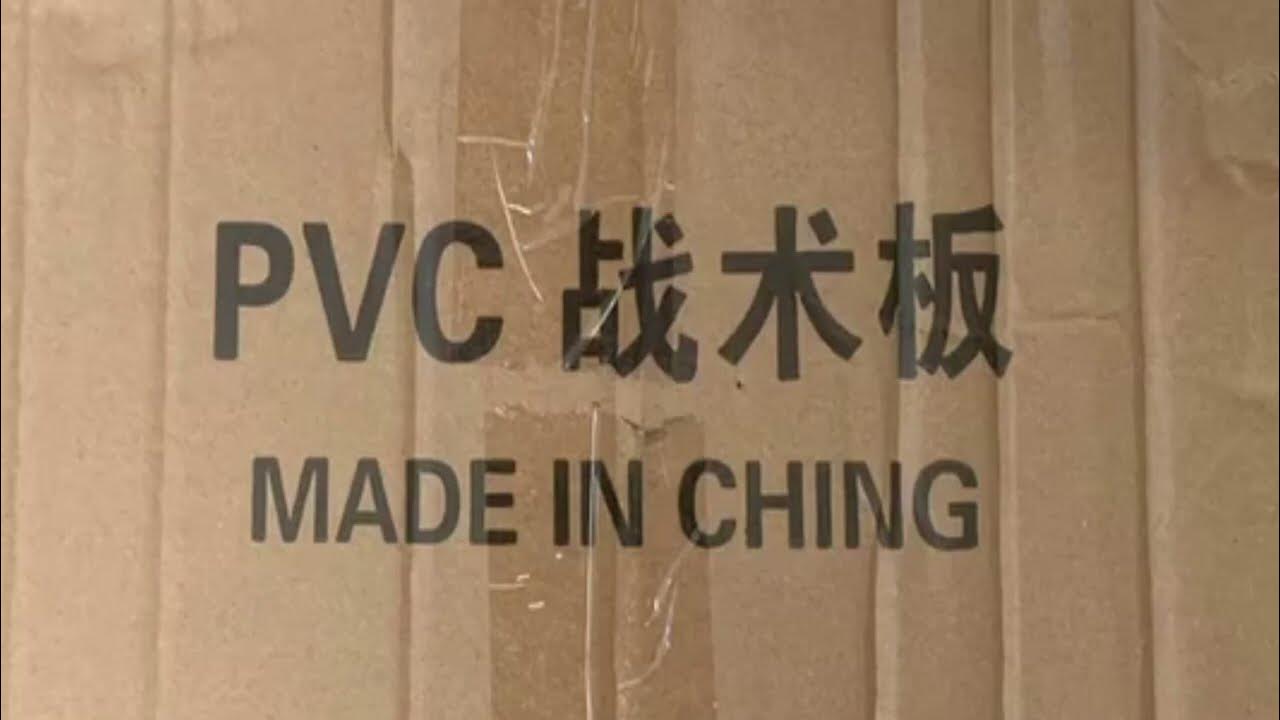 PVC 战术板
MADE IN CHING